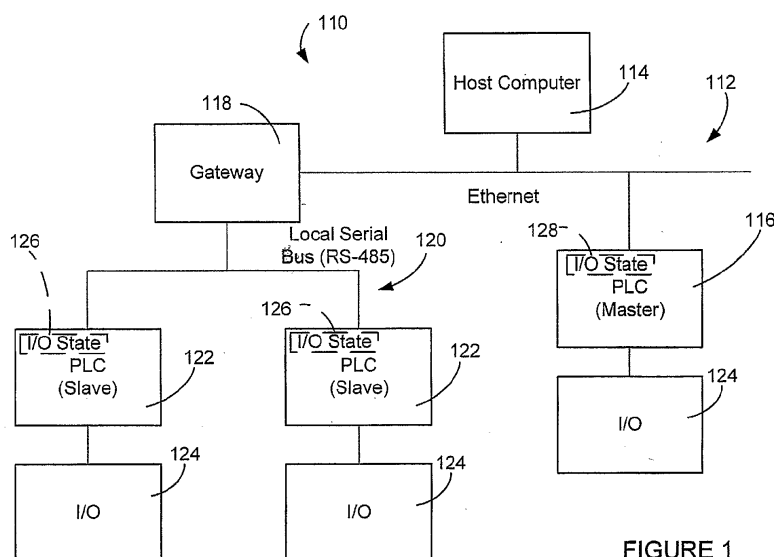 110
Host Computer
114
112
118
Gateway
Ethernet
126
Local Serial
Bus (RS-485)
120
128
116
I/O State
PLC
(Master)
126
I/O State
PLC
(Slave)
122
I/O State
PLC
(Slave)
122
124
I/O
124
I/O
124
I/O
FIGURE 1